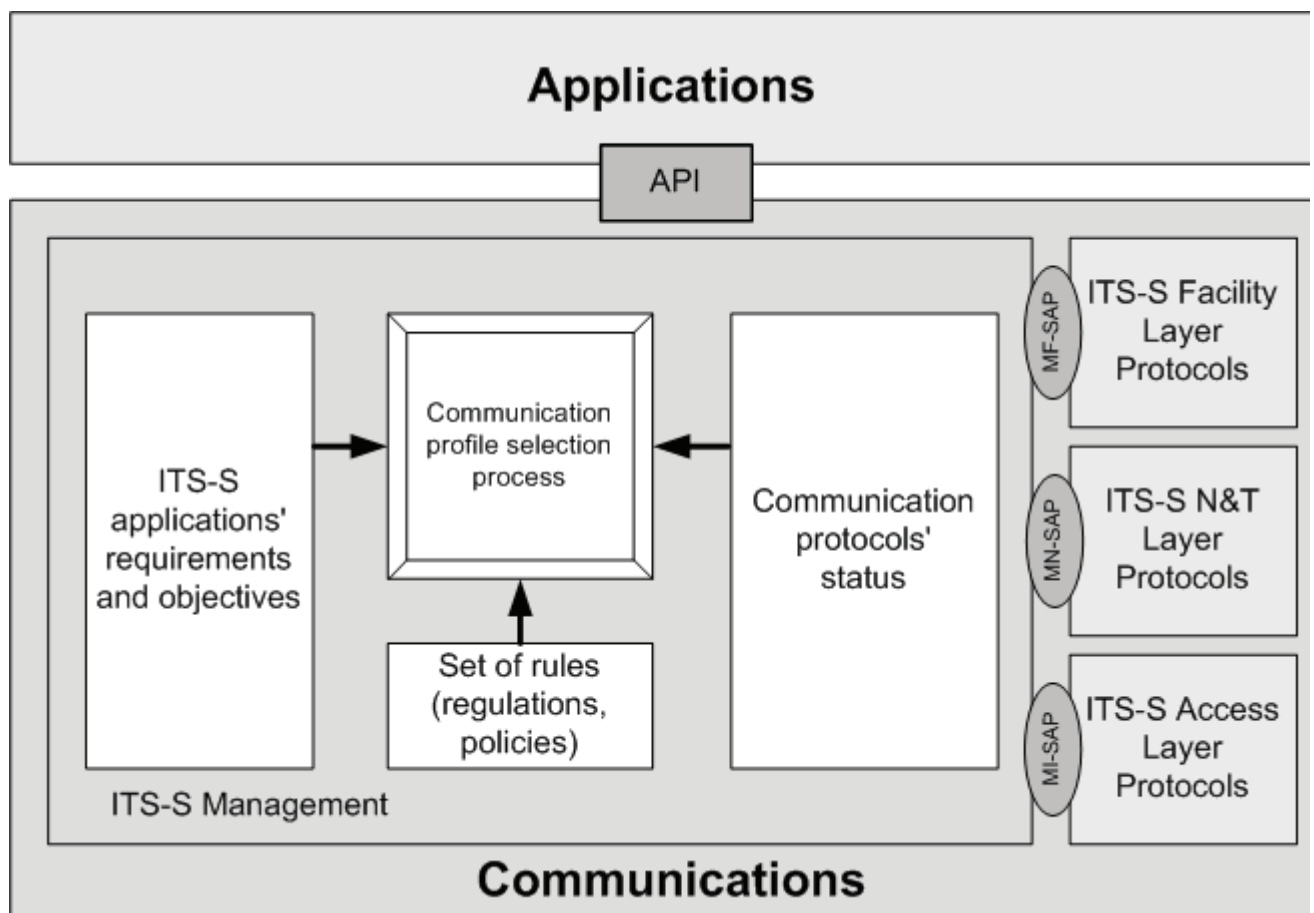 Applications
API
ITS-S
applications'
requirements
and objectives
Communication
profile selection
process
Set of rules
(regulations,
policies)
Communication
protocols'
status
ITS-S Management
MF-SAP
ITS-S Facility
Layer
Protocols
MN-SAP
ITS-S N&T
Layer
Protocols
MI-SAP
ITS-S Access
Layer
Protocols
Communications